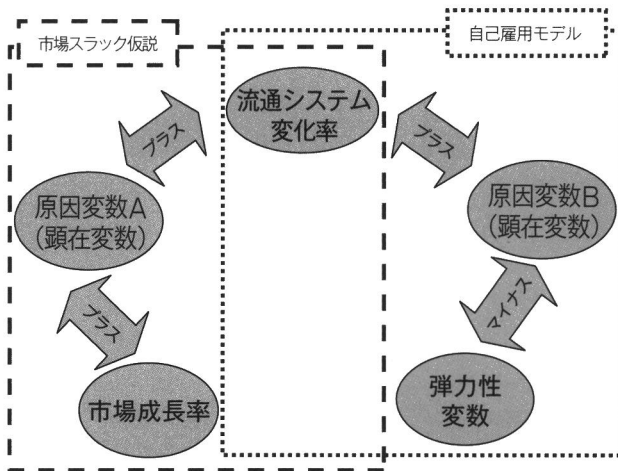 市場スラック仮説
自己雇用モデル
流通システム
変化率
プラス
プラス
原因変数A
(顕在変数)
原因変数B
(顕在変数)
プラス
マイナス
市場成長率
弾力性
変数